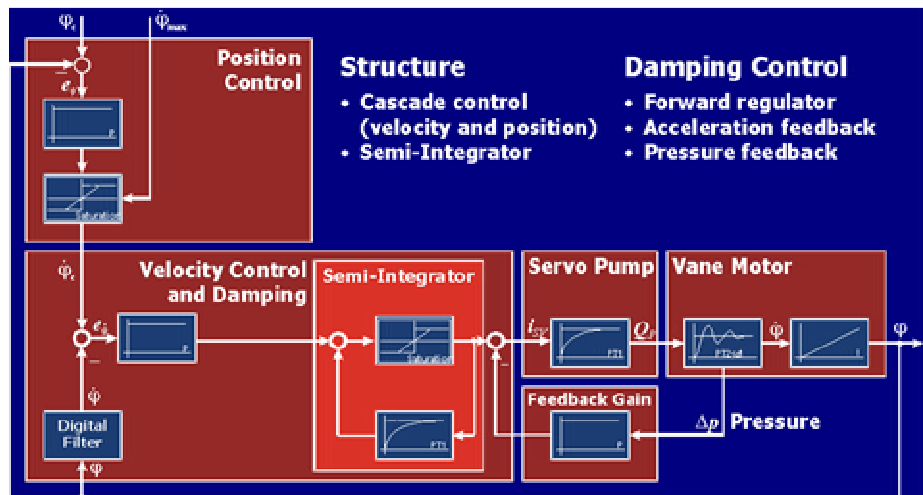 φ_c
φ̇_max
Position
Control
–
e_φ
P
Saturation
Structure
• Cascade control
(velocity and position)
• Semi-Integrator
Damping Control
• Forward regulator
• Acceleration feedback
• Pressure feedback
φ̇_c
Velocity Control
and Damping
Semi-Integrator
Servo Pump
Vane Motor
e_φ̇
P
–
Saturation
–
i_SV
PT1
Q_P
φ̇
I
φ
φ̇
Digital
Filter
φ
PT1
Feedback Gain
P
Δp Pressure